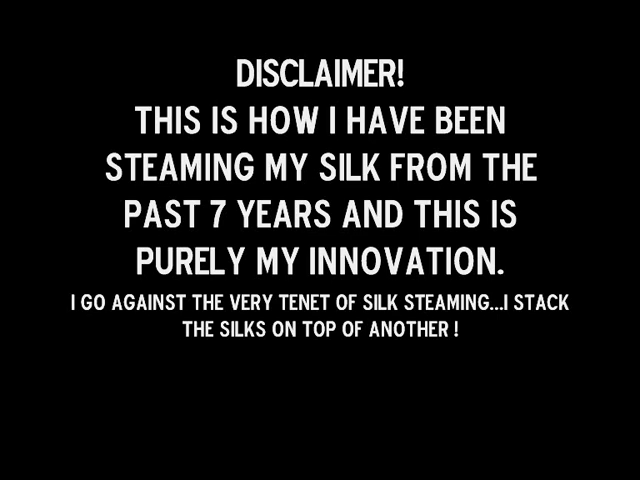 DISCLAIMER!
THIS IS HOW I HAVE BEEN
STEAMING MY SILK FROM THE
PAST 7 YEARS AND THIS IS
PURELY MY INNOVATION.
I GO AGAINST THE VERY TENET OF SILK STEAMING...I STACK
THE SILKS ON TOP OF ANOTHER !